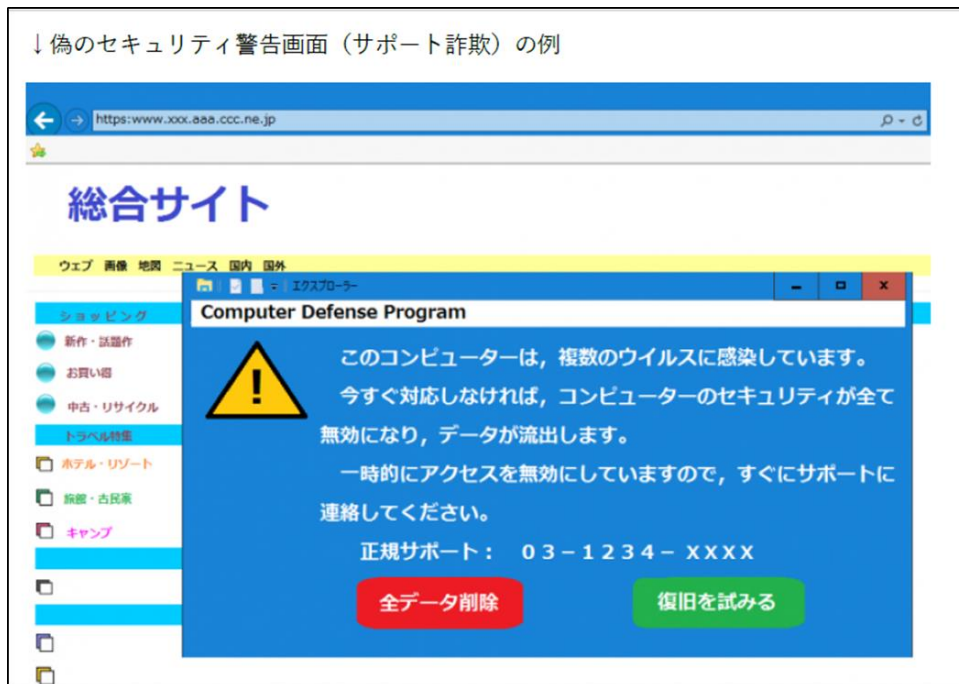 ↓偽のセキュリティ警告画面（サポート詐欺）の例
https:www.xxx.aaa.ccc.ne.jp
総合サイト
ウェブ 画像 地図 ニュース 国内 国外
エクスプローラー
Computer Defense Program
ショッピング
新作・話題作
お買い得
中古・リサイクル
トラベル特集
ホテル・リゾート
旅館・古民家
キャンプ
このコンピューターは，複数のウイルスに感染しています。
今すぐ対応しなければ，コンピューターのセキュリティが全て
無効になり，データが流出します。
一時的にアクセスを無効にしていますので，すぐにサポートに
連絡してください。
正規サポート： ０３－１２３４－ＸＸＸＸ
全データ削除 復旧を試みる